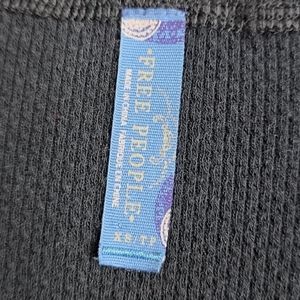 ·FREE PEOPLE·
MADE IN CHINA FABRIQUÉ EN CHINE
XS/TP